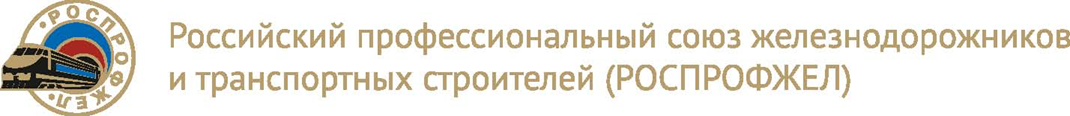 РОСПРОФЖЕЛ
Российский профессиональный союз железнодорожников
и транспортных строителей (РОСПРОФЖЕЛ)